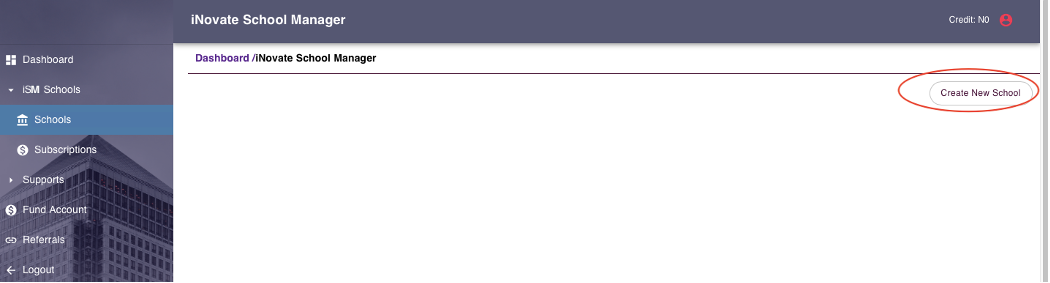 iNovate School Manager
Credit: N0
Dashboard /iNovate School Manager
Create New School
Dashboard
iSM Schools
Schools
Subscriptions
Supports
Fund Account
Referrals
Logout